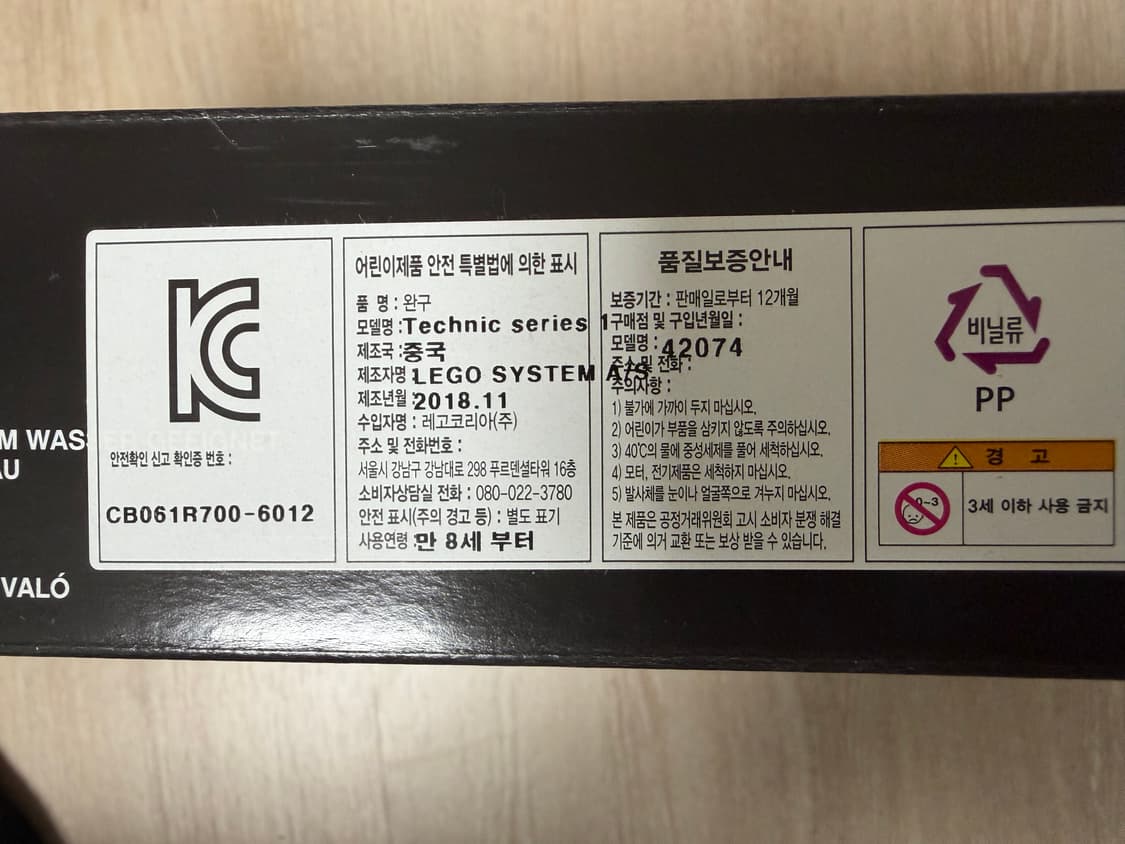 M WASSER GEEIGNET
AU
VALÓ
KC
안전확인 신고 확인증 번호 :
CB061R700-6012
어린이제품 안전 특별법에 의한 표시
품 명 : 완구
모델명 : Technic series 1
제조국 : 중국
제조자명 : LEGO SYSTEM A/S
제조년월 : 2018.11
수입자명 : 레고코리아(주)
주소 및 전화번호 :
서울시 강남구 강남대로 298 푸르덴셜타워 16층
소비자상담실 전화 : 080-022-3780
안전 표시(주의 경고 등) : 별도 표기
사용연령 : 만 8세 부터
품질보증안내
보증기간 : 판매일로부터 12개월
구매점 및 구입년월일 :
모델명 : 42074
주소 및 전화 :
주의사항 :
1) 불가에 가까이 두지 마십시오.
2) 어린이가 부품을 삼키지 않도록 주의하십시오.
3) 40℃의 물에 중성세제를 풀어 세척하십시오.
4) 모터, 전기제품은 세척하지 마십시오.
5) 발사체를 눈이나 얼굴쪽으로 겨누지 마십시오.
본 제품은 공정거래위원회 고시 소비자 분쟁 해결
기준에 의거 교환 또는 보상 받을 수 있습니다.
비닐류
PP
경 고
0-3
3세 이하 사용 금지